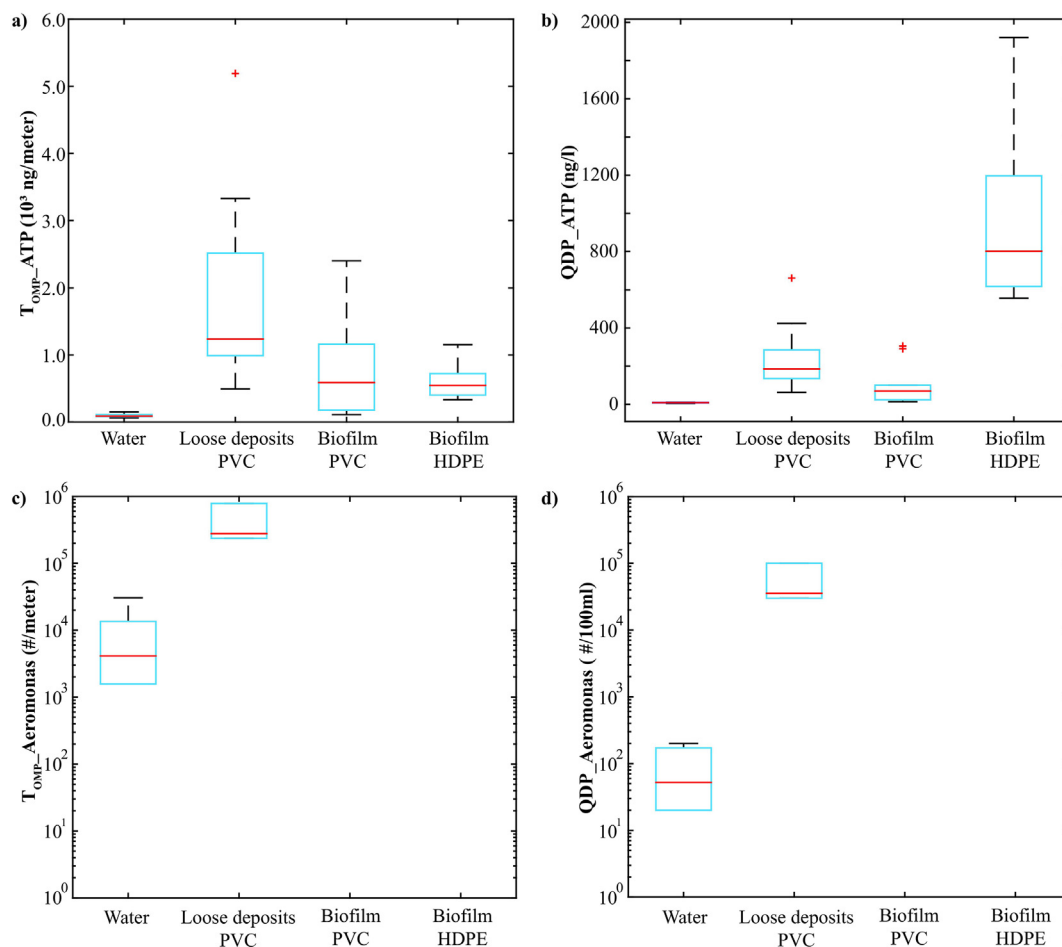 a)
T_OMP_ATP (10³ ng/meter)
6.0
5.0
4.0
3.0
2.0
1.0
0.0
Water
Loose deposits
PVC
Biofilm
PVC
Biofilm
HDPE
b)
QDP_ATP (ng/l)
2000
1600
1200
800
400
0
Water
Loose deposits
PVC
Biofilm
PVC
Biofilm
HDPE
c)
T_OMP_Aeromonas (#/meter)
10⁶
10⁵
10⁴
10³
10²
10¹
10⁰
Water
Loose deposits
PVC
Biofilm
PVC
Biofilm
HDPE
d)
QDP_Aeromonas ( #/100ml)
10⁶
10⁵
10⁴
10³
10²
10¹
10⁰
Water
Loose deposits
PVC
Biofilm
PVC
Biofilm
HDPE